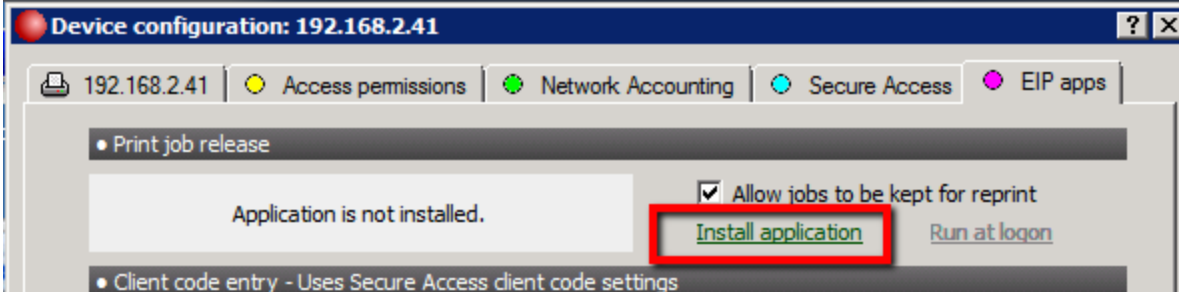 Device configuration: 192.168.2.41 ? X
192.168.2.41 Access permissions Network Accounting Secure Access EIP apps
• Print job release
Application is not installed.
Allow jobs to be kept for reprint
Install application Run at logon
• Client code entry - Uses Secure Access client code settings